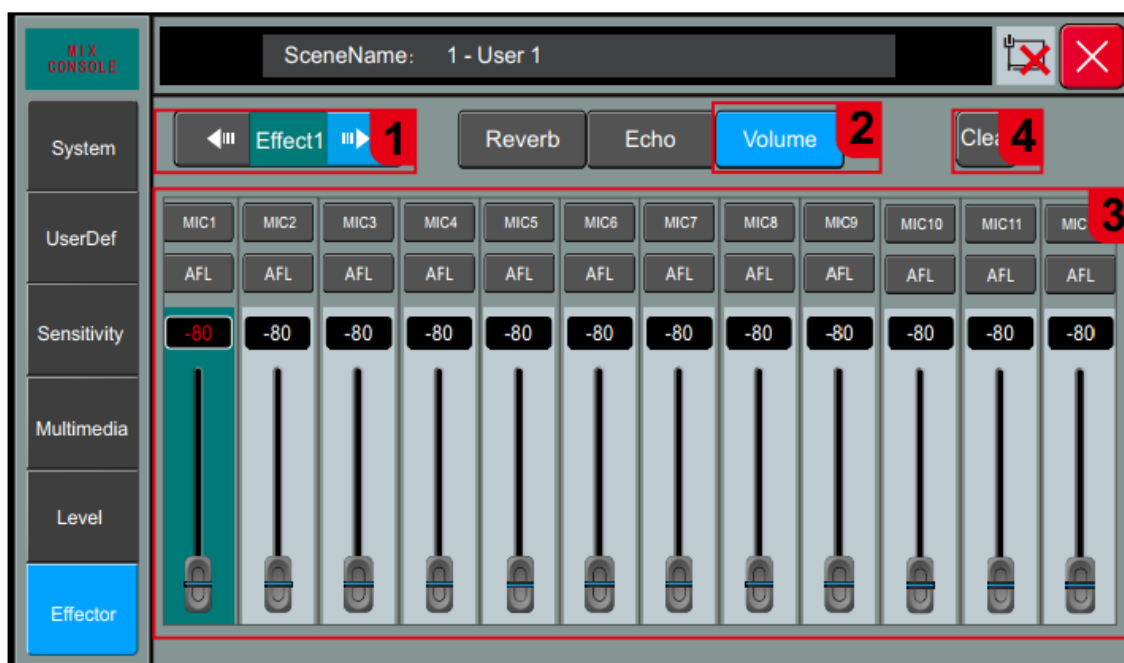 MIX
CONSOLE
SceneName: 1 - User 1
System
UserDef
Sensitivity
Multimedia
Level
Effector
Effect1 1 Reverb Echo Volume 2 4
3
MIC1 MIC2 MIC3 MIC4 MIC5 MIC6 MIC7 MIC8 MIC9 MIC10 MIC11 MIC
AFL AFL AFL AFL AFL AFL AFL AFL AFL AFL AFL AFL
-80 -80 -80 -80 -80 -80 -80 -80 -80 -80 -80 -80